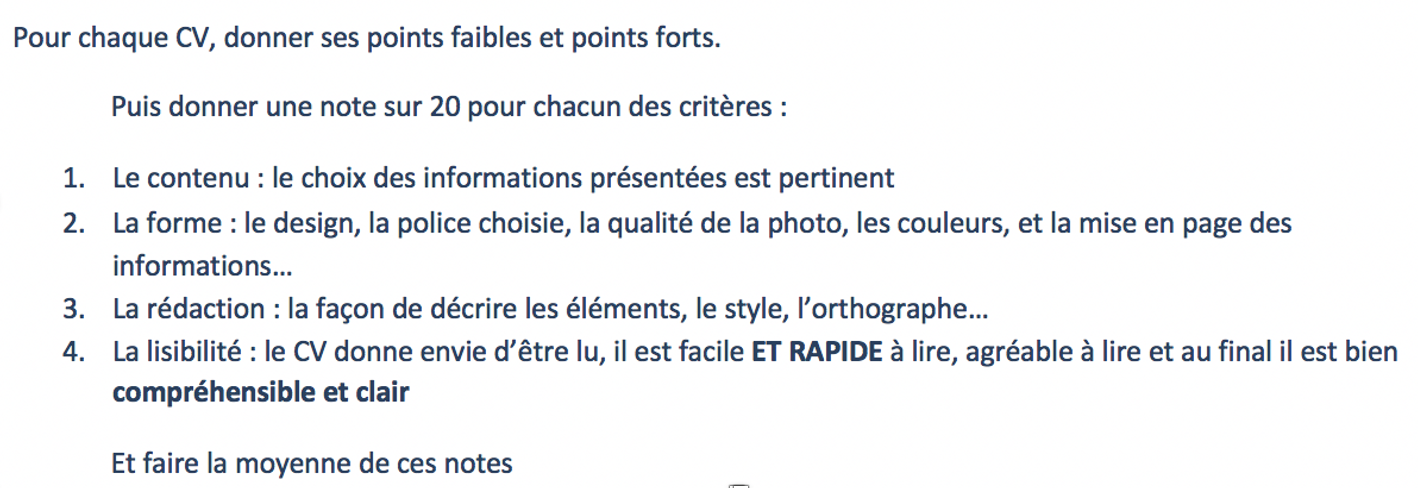 Pour chaque CV, donner ses points faibles et points forts.
Puis donner une note sur 20 pour chacun des critères :
1. Le contenu : le choix des informations présentées est pertinent
2. La forme : le design, la police choisie, la qualité de la photo, les couleurs, et la mise en page des
informations…
3. La rédaction : la façon de décrire les éléments, le style, l’orthographe…
4. La lisibilité : le CV donne envie d’être lu, il est facile ET RAPIDE à lire, agréable à lire et au final il est bien
compréhensible et clair
Et faire la moyenne de ces notes